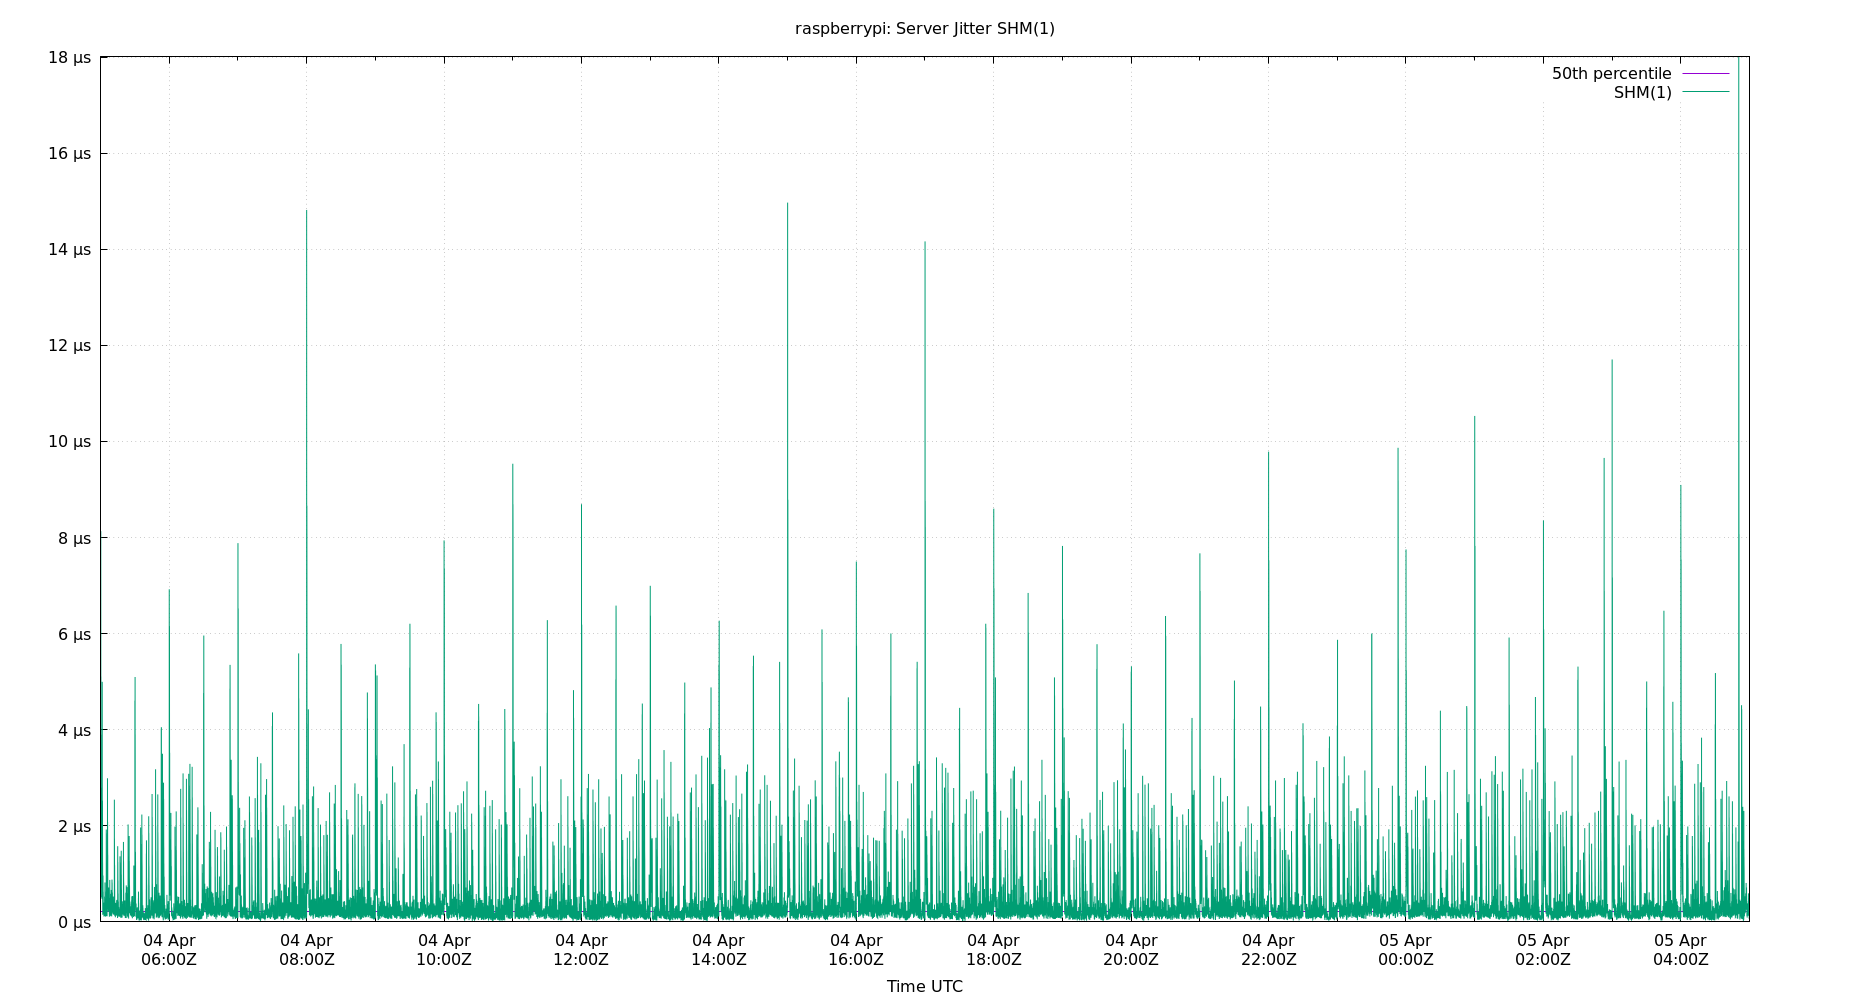 raspberrypi: Server Jitter SHM(1)
50th percentile
SHM(1)
18 µs
16 µs
14 µs
12 µs
10 µs
8 µs
6 µs
4 µs
2 µs
0 µs
04 Apr 04 Apr 04 Apr 04 Apr 04 Apr 04 Apr 04 Apr 04 Apr 04 Apr 05 Apr 05 Apr 05 Apr
06:00Z 08:00Z 10:00Z 12:00Z 14:00Z 16:00Z 18:00Z 20:00Z 22:00Z 00:00Z 02:00Z 04:00Z
Time UTC